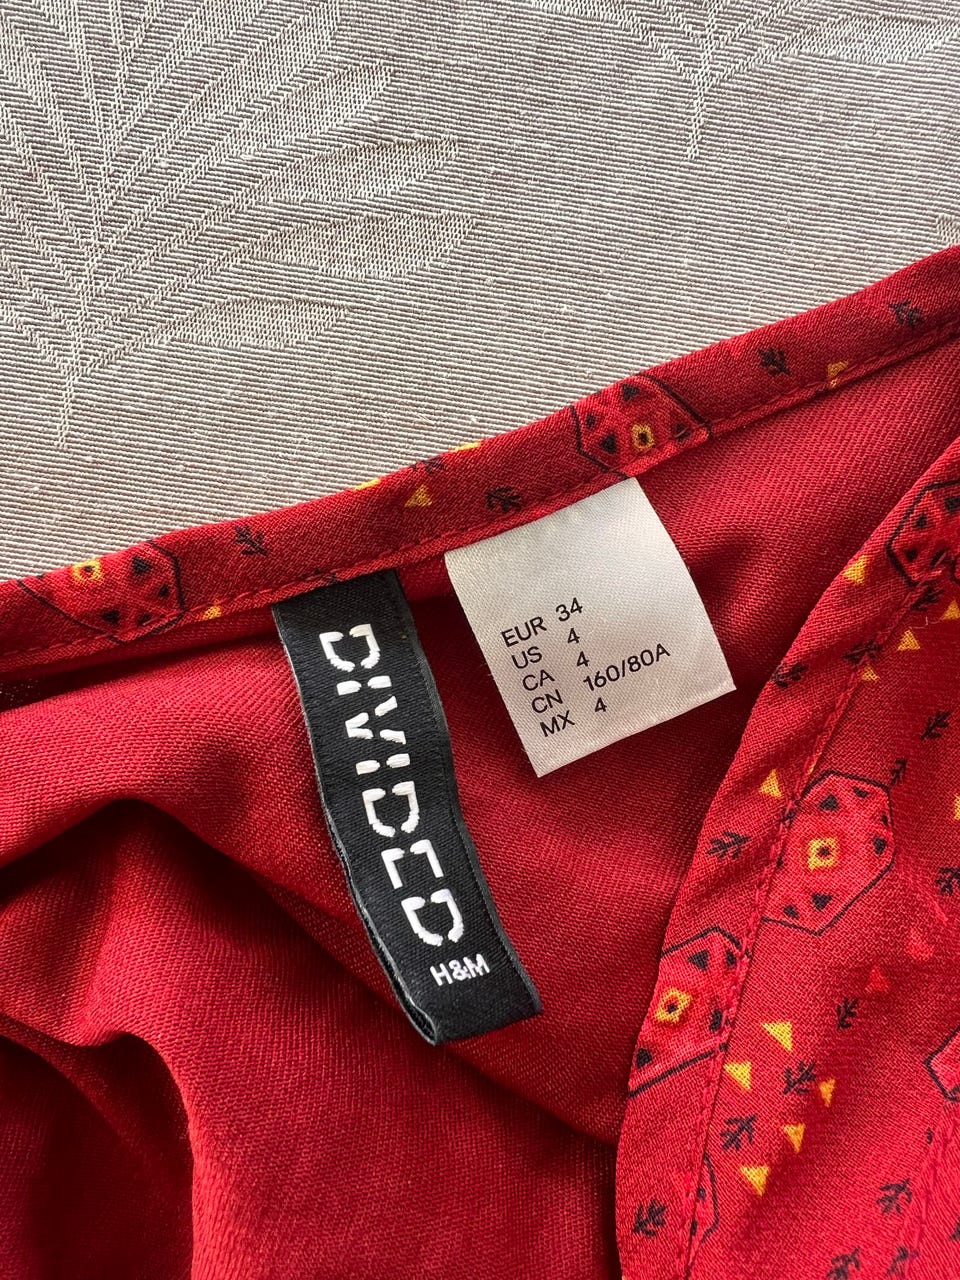 DIVIDED
H&M
EUR 34
US 4
CA 4
CN 160/80A
MX 4